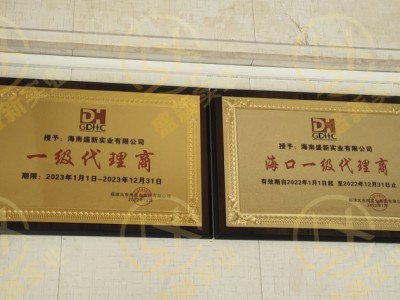 GDHC
授予：海南盛新实业有限公司
一级代理商
期限：2023年1月1日-2023年12月31日
GDHC
授予：海南盛新实业有限公司
海口一级代理商
有效期自2022年1月1日起 至2022年12月31日止
盛新实业